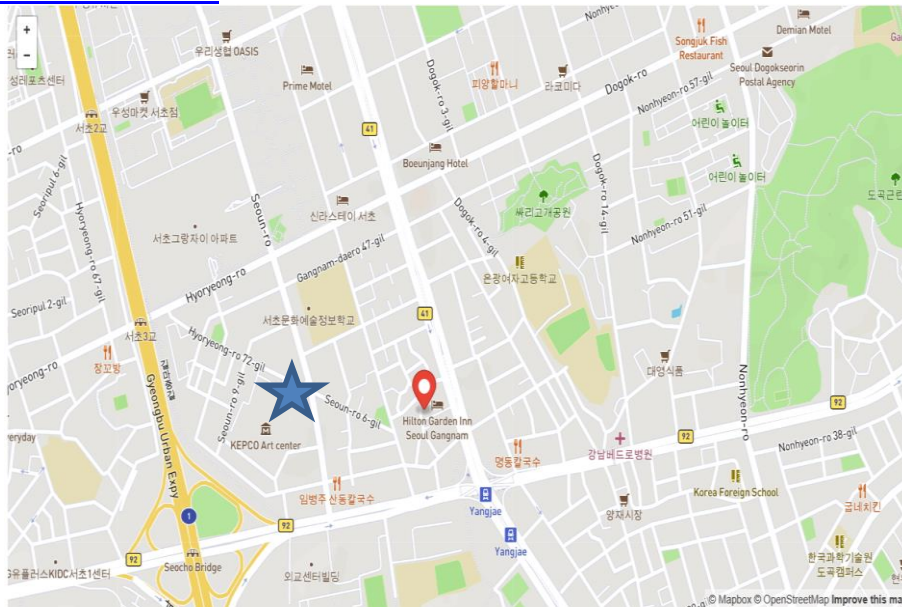 +
−
우리생협 OASIS
Prime Motel
피양할마니
라코미다
Songjuk Fish
Restaurant
Demian Motel
Seoul Dogokseorin
Postal Agency
Dogok-ro
Nonhyeon-ro 57-gil
어린이 놀이터
어린이 놀이터
우성마켓 서초점
서초2교
41
Dogok-ro 3-gil
Boeunjang Hotel
Seoripul 6-gil
Hyoryeong-ro 67-gil
Seoun-ro
신라스테이 서초
Dogok-ro 4-gil
싸리고개공원
Dogok-ro 14-gil
Nonhyeon-ro 51-gil
서초그랑자이 아파트
Gangnam-daero 47-gil
은광여자고등학교
Hyoryeong-ro
Seoripul 2-gil
서초문화예술정보학교
41
서초3교
Hyoryeong-ro 72-gil
장꼬방
Gyeongbu Urban Expy
Seoun-ro 9-gil
Seoun-ro 6-gil
대영식품
Nonhyeon-ro
92
Hilton Garden Inn
Seoul Gangnam
KEPCO Art center
명동칼국수
강남베드로병원
92
Nonhyeon-ro 38-gil
임병주 산동칼국수
Yangjae
양재시장
Korea Foreign School
굽네치킨
1
92
Yangjae
92
Seocho Bridge
외교센터빌딩
한국과학기술원
도곡캠퍼스
© Mapbox © OpenStreetMap Improve this ma